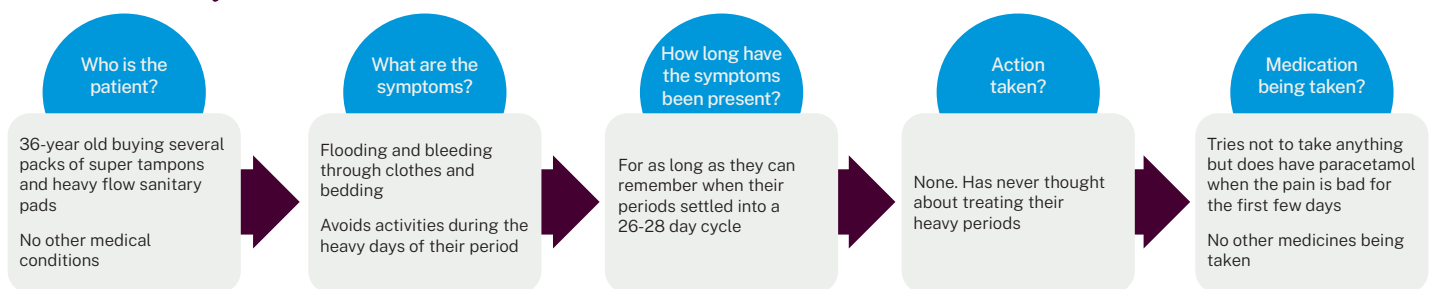 Who is the
patient?
36-year old buying several
packs of super tampons
and heavy flow sanitary
pads
No other medical
conditions
What are the
symptoms?
Flooding and bleeding
through clothes and
bedding
Avoids activities during the
heavy days of their period
How long have
the symptoms
been present?
For as long as they can
remember when their
periods settled into a
26-28 day cycle
Action
taken?
None. Has never thought
about treating their
heavy periods
Medication
being taken?
Tries not to take anything
but does have paracetamol
when the pain is bad for
the first few days
No other medicines being
taken